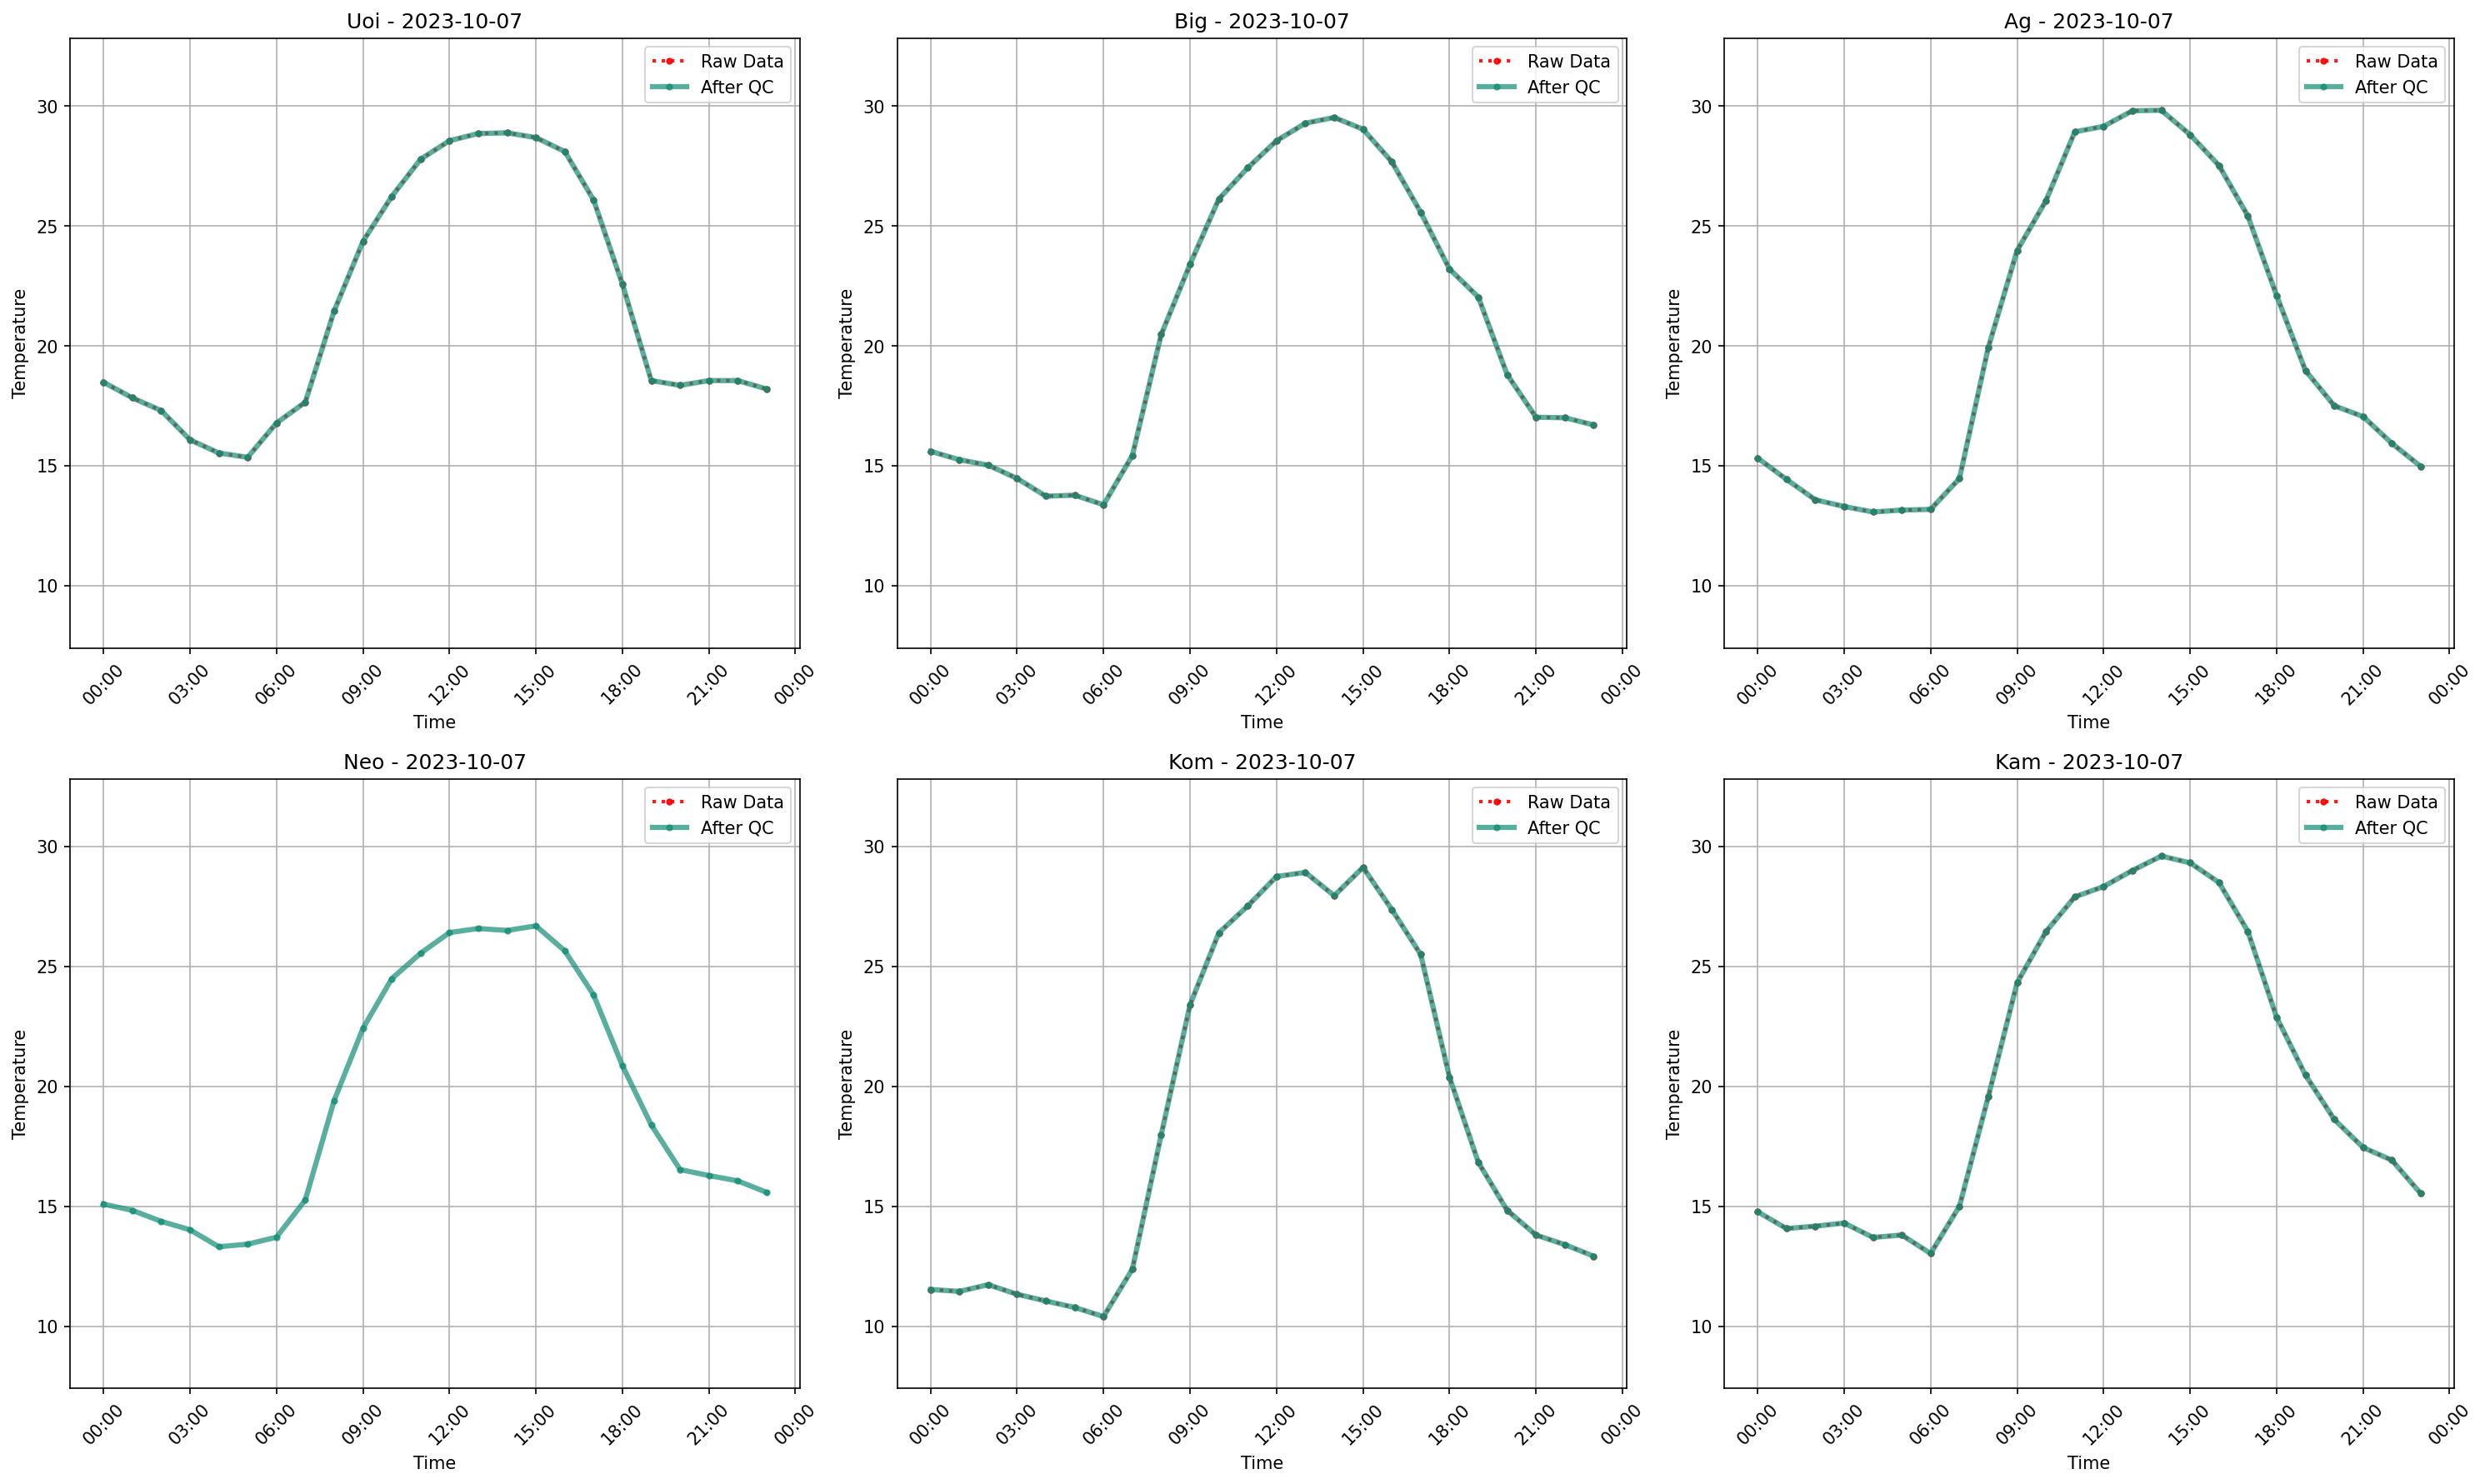 Uoi - 2023-10-07
Raw Data
After QC
Temperature
30
25
20
15
10
00:00
03:00
06:00
09:00
12:00
15:00
18:00
21:00
00:00
Time
Big - 2023-10-07
Raw Data
After QC
Temperature
30
25
20
15
10
00:00
03:00
06:00
09:00
12:00
15:00
18:00
21:00
00:00
Time
Ag - 2023-10-07
Raw Data
After QC
Temperature
30
25
20
15
10
00:00
03:00
06:00
09:00
12:00
15:00
18:00
21:00
00:00
Time
Neo - 2023-10-07
Raw Data
After QC
Temperature
30
25
20
15
10
00:00
03:00
06:00
09:00
12:00
15:00
18:00
21:00
00:00
Time
Kom - 2023-10-07
Raw Data
After QC
Temperature
30
25
20
15
10
00:00
03:00
06:00
09:00
12:00
15:00
18:00
21:00
00:00
Time
Kam - 2023-10-07
Raw Data
After QC
Temperature
30
25
20
15
10
00:00
03:00
06:00
09:00
12:00
15:00
18:00
21:00
00:00
Time